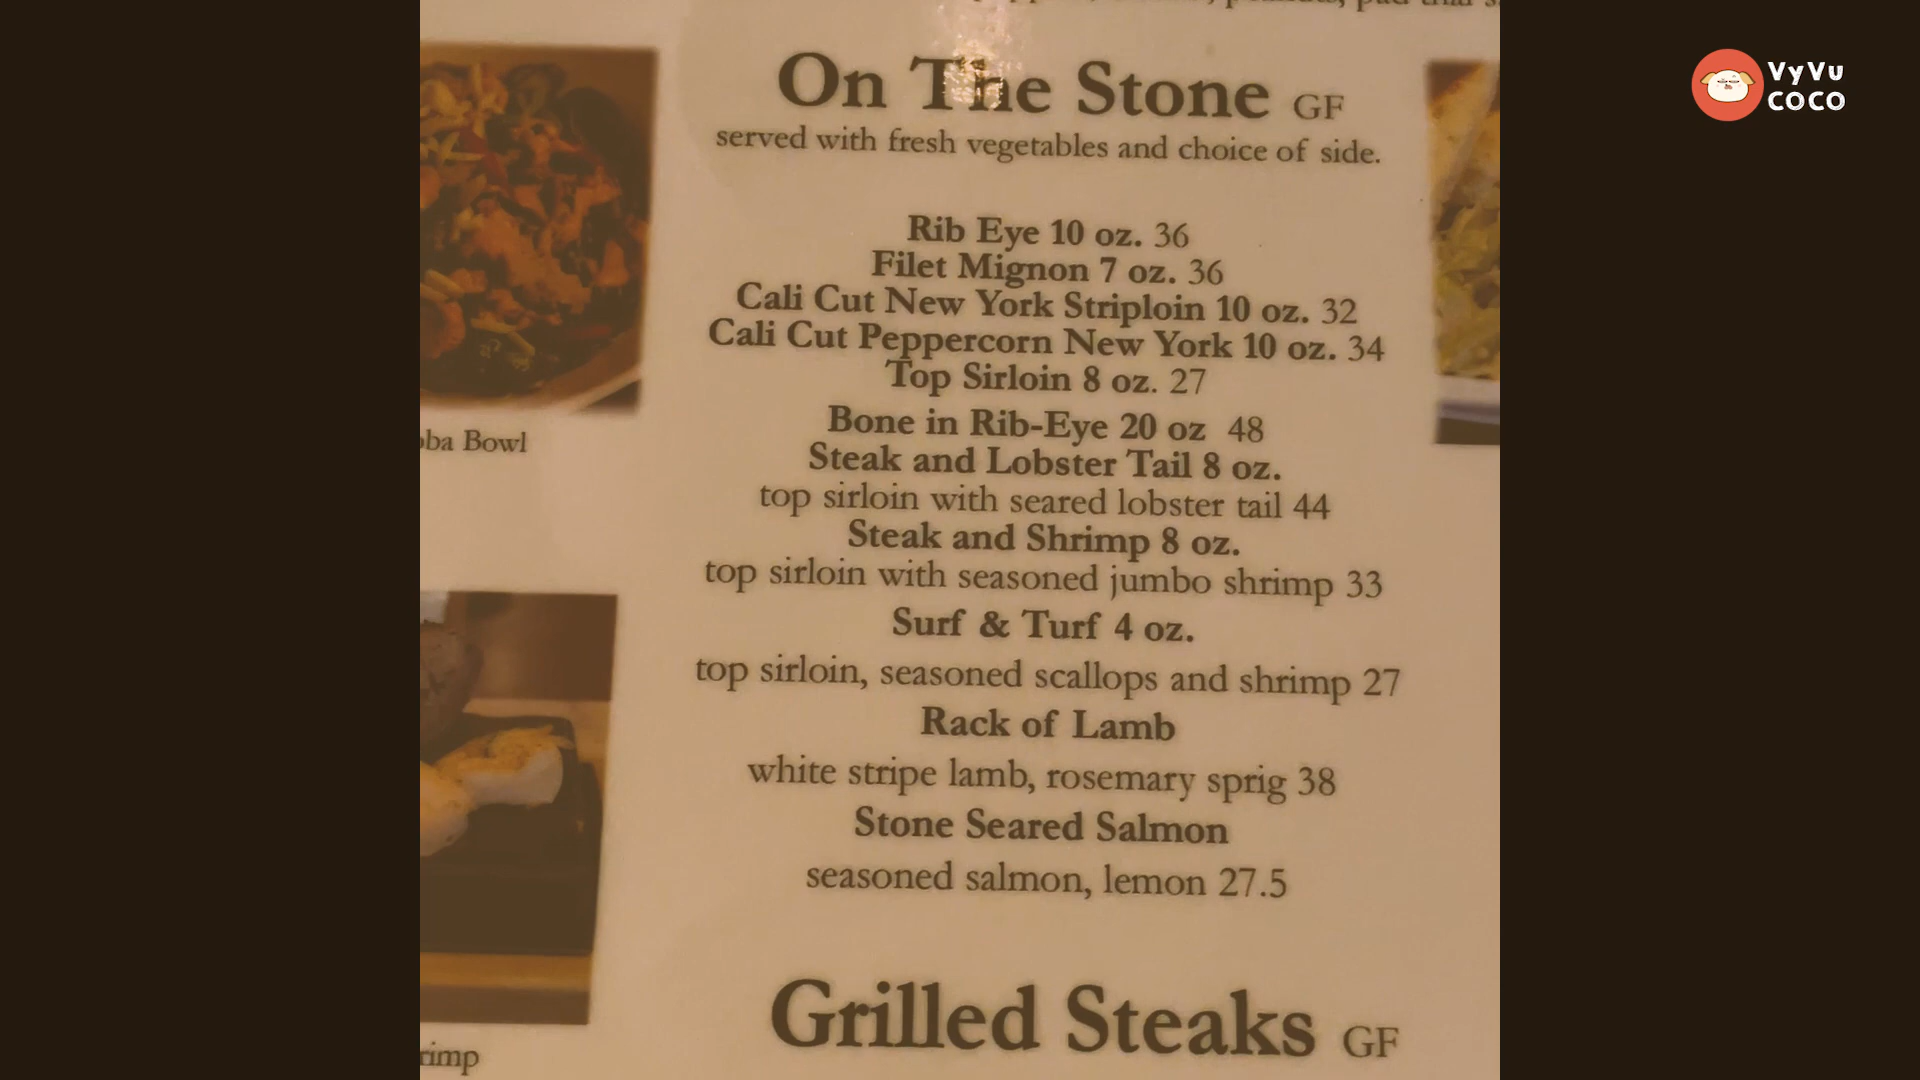 On The Stone GF
served with fresh vegetables and choice of side.
Rib Eye 10 oz. 36
Filet Mignon 7 oz. 36
Cali Cut New York Striploin 10 oz. 32
Cali Cut Peppercorn New York 10 oz. 34
Top Sirloin 8 oz. 27
Bone in Rib-Eye 20 oz 48
Steak and Lobster Tail 8 oz.
top sirloin with seared lobster tail 44
Steak and Shrimp 8 oz.
top sirloin with seasoned jumbo shrimp 33
Surf & Turf 4 oz.
top sirloin, seasoned scallops and shrimp 27
Rack of Lamb
white stripe lamb, rosemary sprig 38
Stone Seared Salmon
seasoned salmon, lemon 27.5
Grilled Steaks GF
Bowl
VyVu
COCO